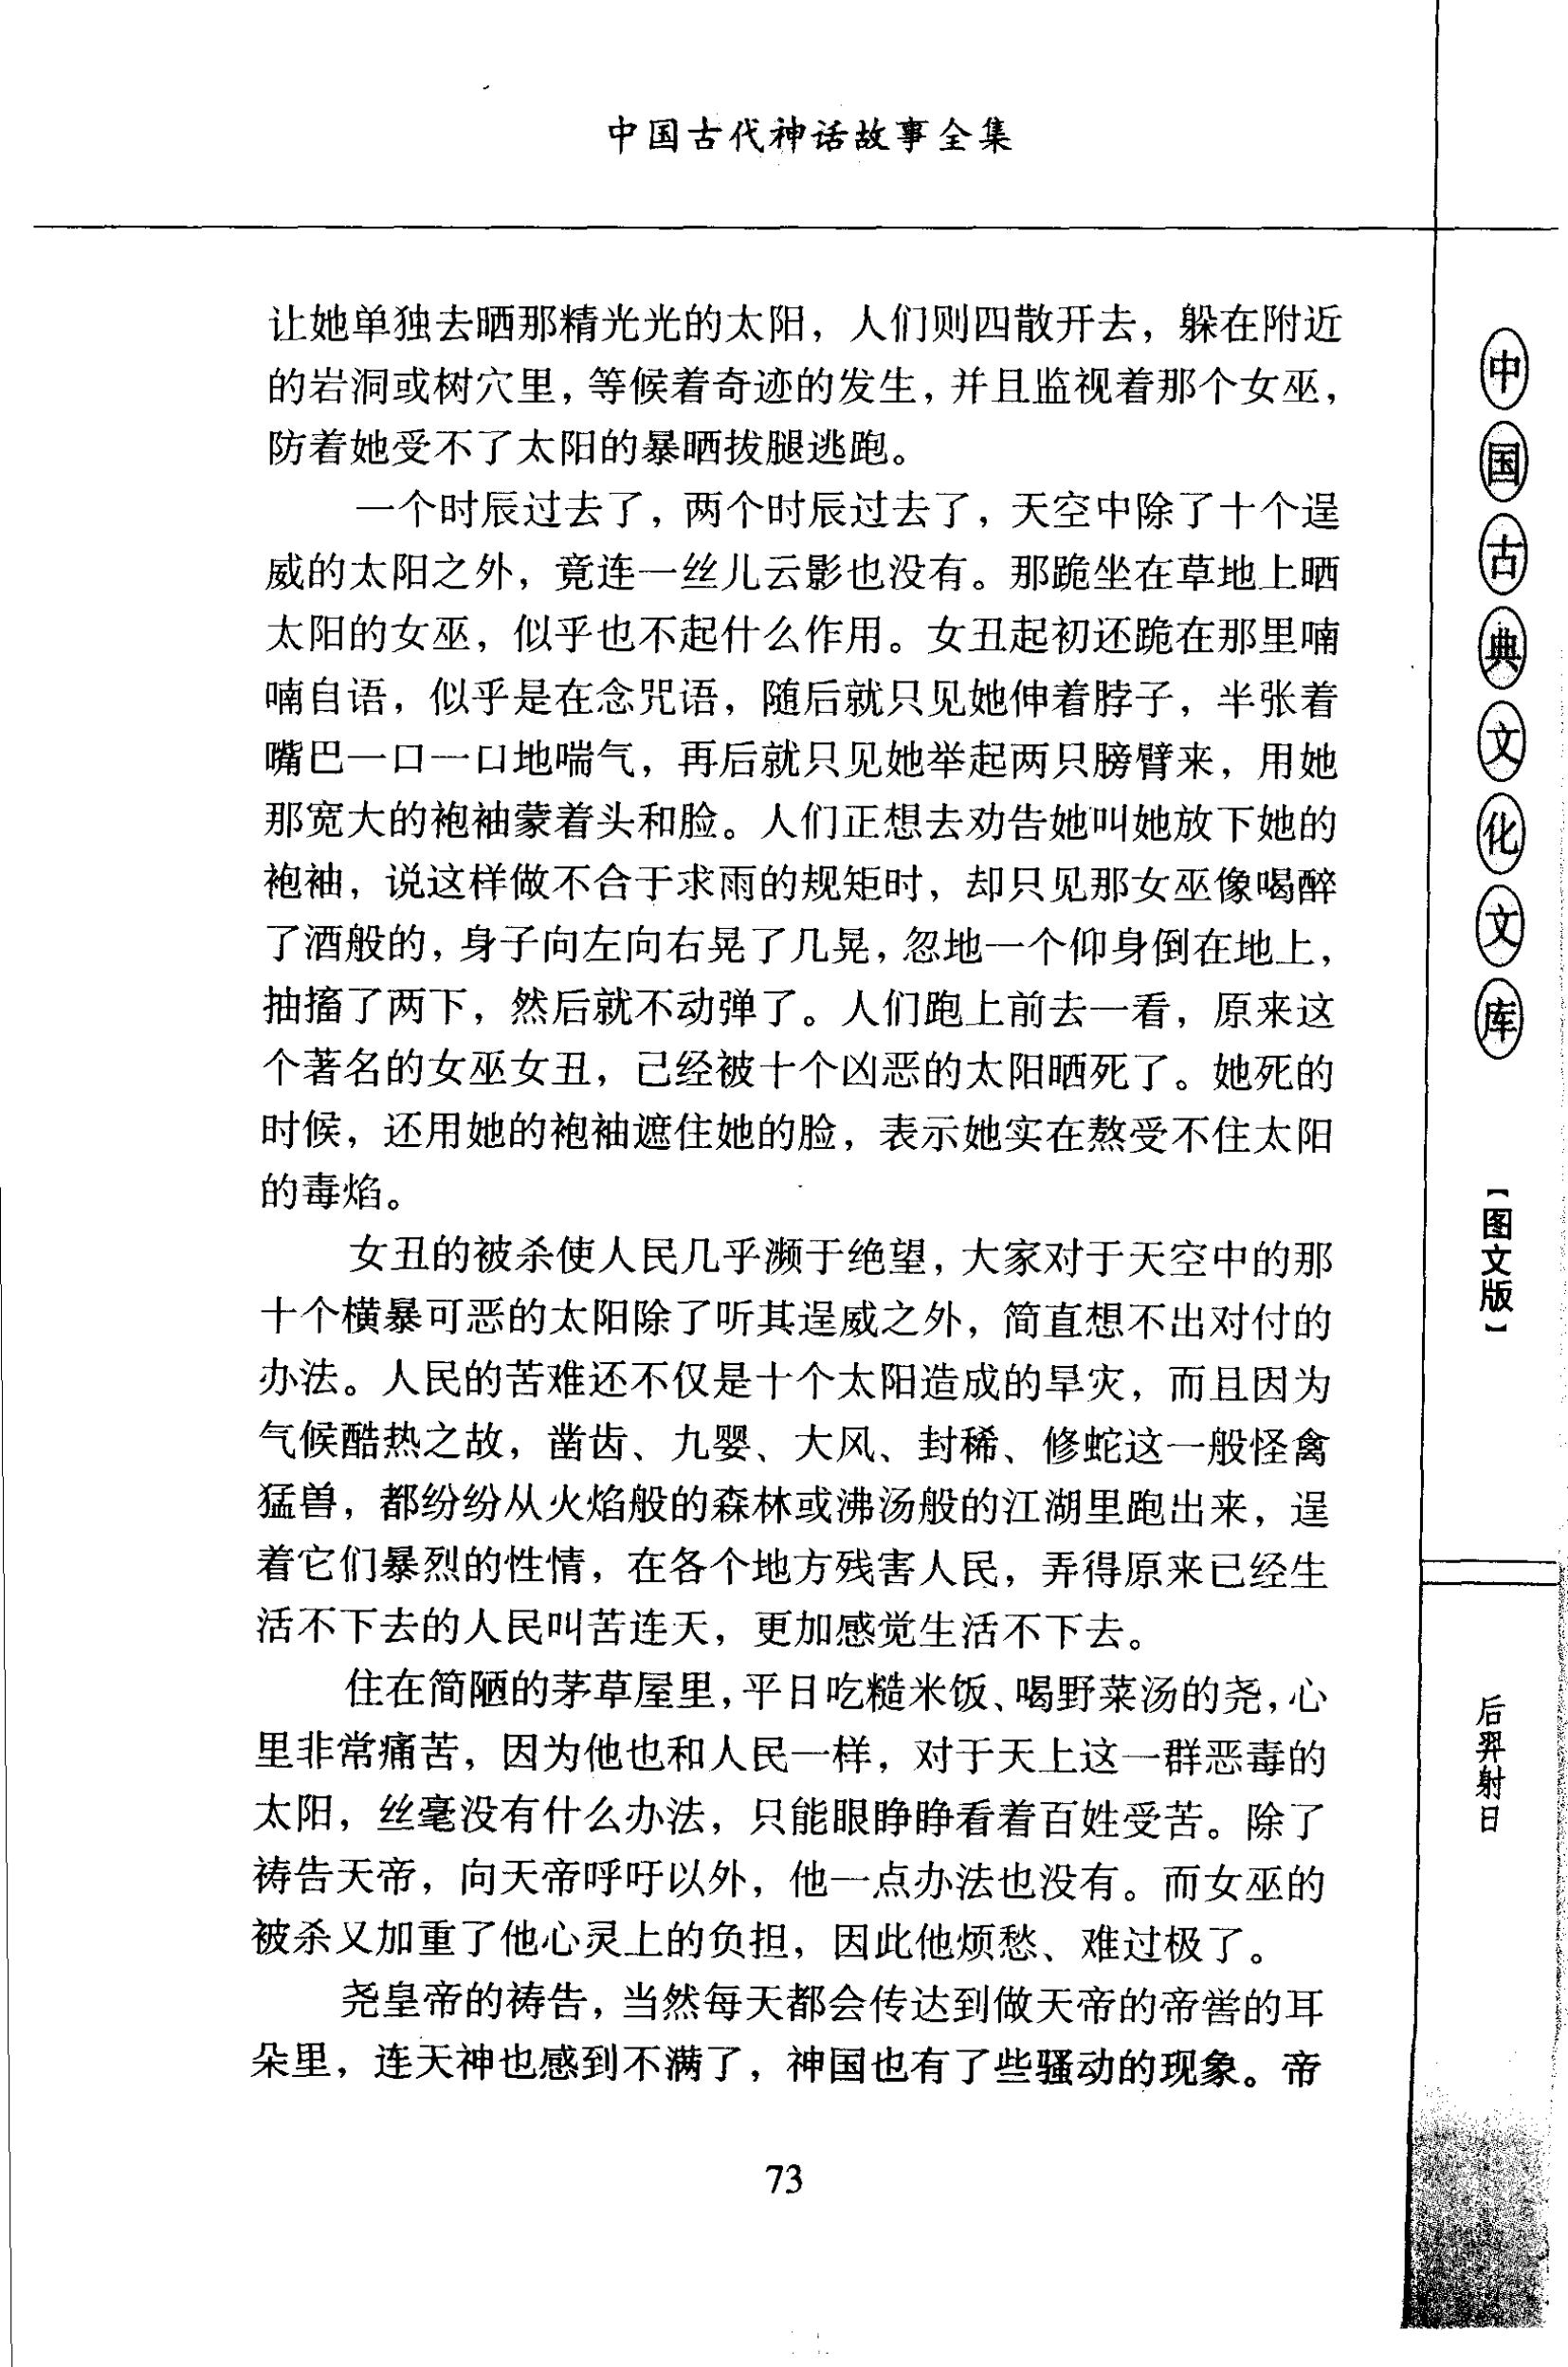 中国古代神话故事全集
让她单独去晒那精光光的太阳，人们则四散开去，躲在附近
的岩洞或树穴里，等候着奇迹的发生，并且监视着那个女巫，
防着她受不了太阳的暴晒拔腿逃跑。
一个时辰过去了，两个时辰过去了，天空中除了十个逞
威的太阳之外，竟连一丝儿云影也没有。那跪坐在草地上晒
太阳的女巫，似乎也不起什么作用。女丑起初还跪在那里喃
喃自语，似乎是在念咒语，随后就只见她伸着脖子，半张着
嘴巴一口一口地喘气，再后就只见她举起两只膀臂来，用她
那宽大的袍袖蒙着头和脸。人们正想去劝告她叫她放下她的
袍袖，说这样做不合于求雨的规矩时，却只见那女巫像喝醉
了酒般的，身子向左向右晃了几晃，忽地一个仰身倒在地上，
抽搐了两下，然后就不动弹了。人们跑上前去一看，原来这
个著名的女巫女丑，已经被十个凶恶的太阳晒死了。她死的
时候，还用她的袍袖遮住她的脸，表示她实在熬受不住太阳
的毒焰。
女丑的被杀使人民几乎濒于绝望，大家对于天空中的那
十个横暴可恶的太阳除了听其逞威之外，简直想不出对付的
办法。人民的苦难还不仅是十个太阳造成的旱灾，而且因为
气候酷热之故，凿齿、九婴、大风、封稀、修蛇这一般怪禽
猛兽，都纷纷从火焰般的森林或沸汤般的江湖里跑出来，逞
着它们暴烈的性情，在各个地方残害人民，弄得原来已经生
活不下去的人民叫苦连天，更加感觉生活不下去。
住在简陋的茅草屋里，平日吃糙米饭、喝野菜汤的尧，心
里非常痛苦，因为他也和人民一样，对于天上这一群恶毒的
太阳，丝毫没有什么办法，只能眼睁睁看着百姓受苦。除了
祷告天帝，向天帝呼吁以外，他一点办法也没有。而女巫的
被杀又加重了他心灵上的负担，因此他烦愁、难过极了。
尧皇帝的祷告，当然每天都会传达到做天帝的帝喾的耳
朵里，连天神也感到不满了，神国也有了些骚动的现象。帝
73
中国古典文化文库
【图文版】
后羿射日